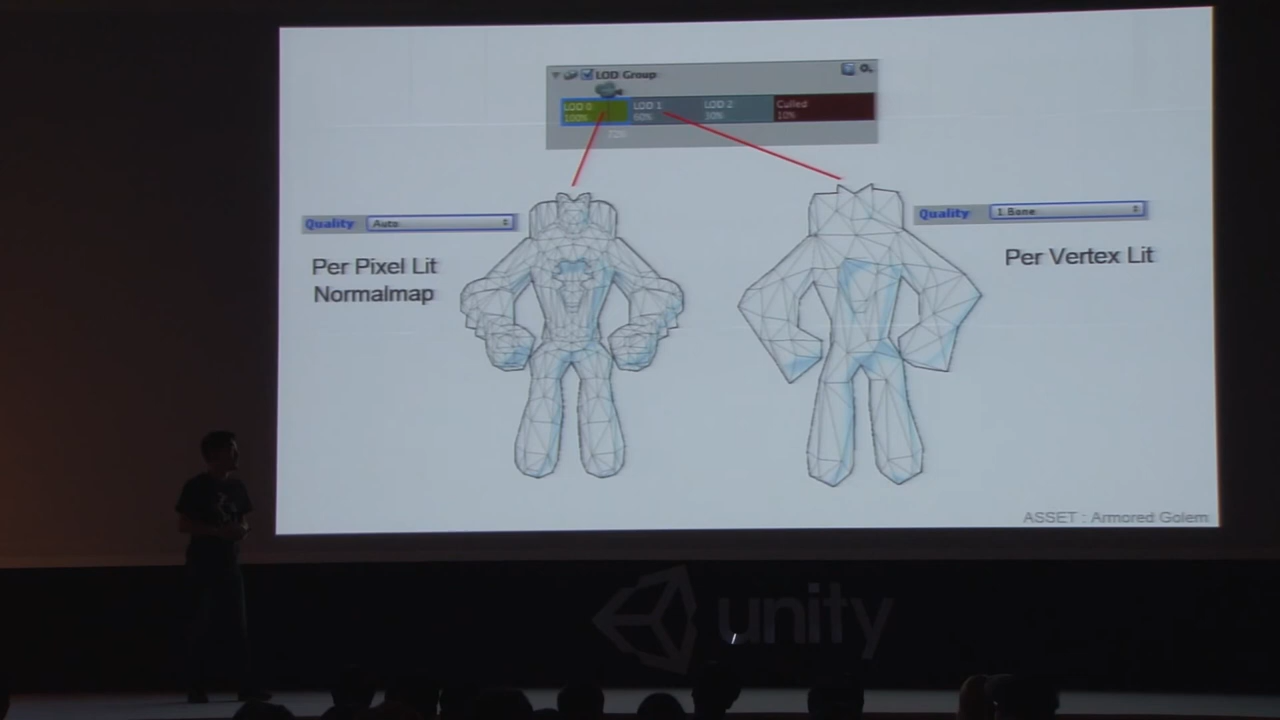 LOD Group
LOD 0
100%
LOD 1
60%
LOD 2
30%
Culled
10%
72%
Quality Auto
Per Pixel Lit
Normalmap
Quality 1 Bone
Per Vertex Lit
ASSET : Armored Golem
unity